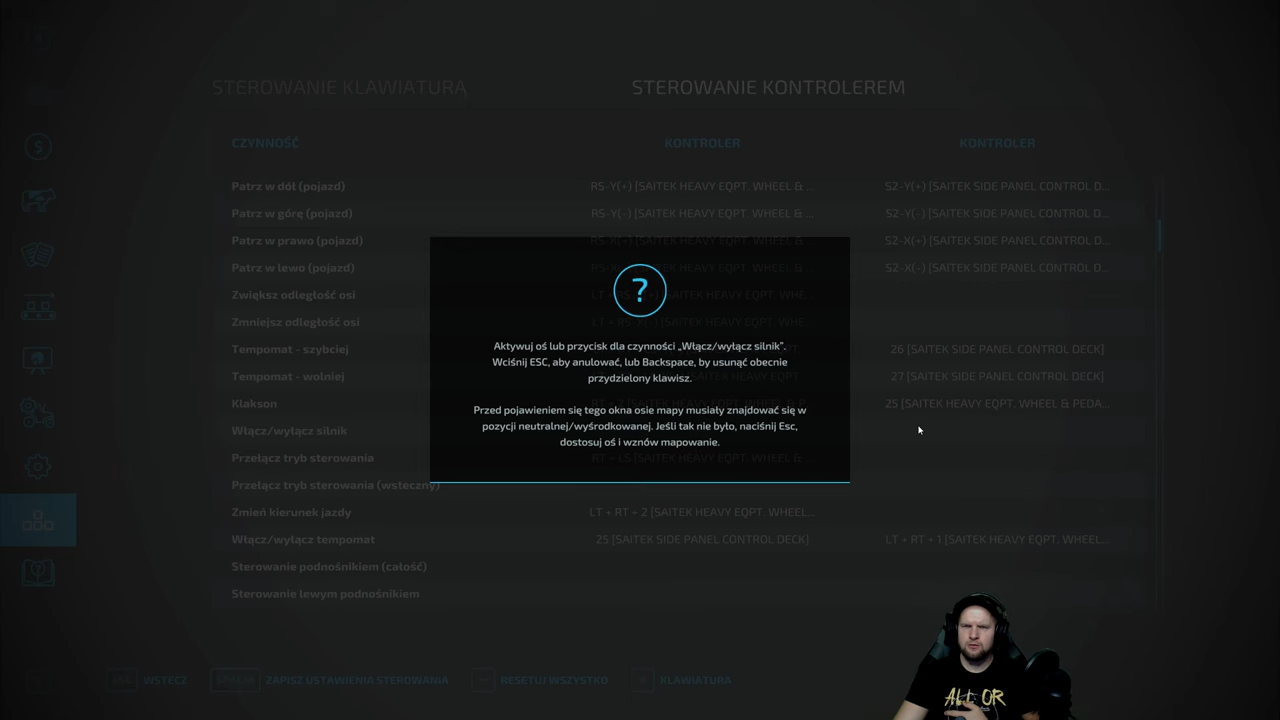 STEROWANIE KLAWIATURĄ STEROWANIE KONTROLEREM
CZYNNOŚĆ KONTROLER KONTROLER
Patrz w dół (pojazd) RS-Y(+) [SAITEK HEAVY EQPT. WHEEL & ... S2-Y(+) [SAITEK SIDE PANEL CONTROL D...
Patrz w górę (pojazd) RS-Y(-) [SAITEK HEAVY EQPT. WHEEL & ... S2-Y(-) [SAITEK SIDE PANEL CONTROL D...
Patrz w prawo (pojazd) S2-X(+) [SAITEK SIDE PANEL CONTROL D...
Patrz w lewo (pojazd) S2-X(-) [SAITEK SIDE PANEL CONTROL D...
Zwiększ odległość osi
Zmniejsz odległość osi
Tempomat - szybciej 26 [SAITEK SIDE PANEL CONTROL DECK]
Tempomat - wolniej 27 [SAITEK SIDE PANEL CONTROL DECK]
Klakson 25 [SAITEK HEAVY EQPT. WHEEL & PEDA...
Włącz/wyłącz silnik
Przełącz tryb sterowania RT + LS [SAITEK HEAVY EQPT. WHEEL & ...
Przełącz tryb sterowania (wsteczny)
Zmień kierunek jazdy LT + RT + 2 [SAITEK HEAVY EQPT. WHEEL...
Włącz/wyłącz tempomat 25 [SAITEK SIDE PANEL CONTROL DECK] LT + RT + 1 [SAITEK HEAVY EQPT. WHEEL...
Sterowanie podnośnikiem (całość)
Sterowanie lewym podnośnikiem
?
Aktywuj oś lub przycisk dla czynności „Włącz/wyłącz silnik”.
Wciśnij ESC, aby anulować, lub Backspace, by usunąć obecnie
przydzielony klawisz.
Przed pojawieniem się tego okna osie mapy musiały znajdować się w
pozycji neutralnej/wyśrodkowanej. Jeśli tak nie było, naciśnij Esc,
dostosuj oś i wznów mapowanie.
WSTECZ ZAPISZ USTAWIENIA STEROWANIA RESETUJ WSZYSTKO KLAWIATURA
ALL OR